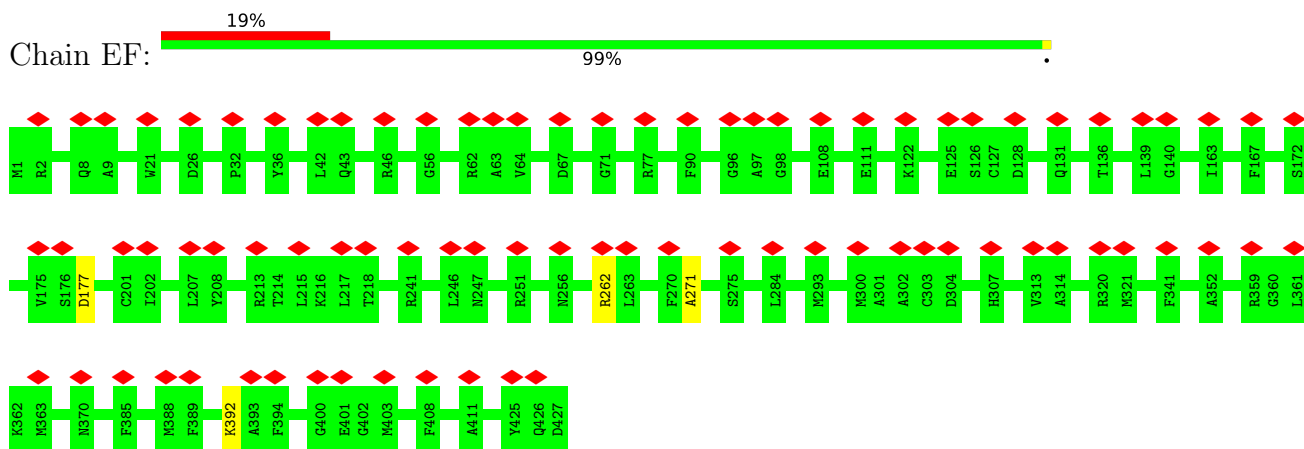 19%
Chain EF:
99%
•
M1 R2 Q8 A9 W21 D26 P32 Y36 L42 Q43 R46 G56 R62 A63 V64 D67 G71 R77 F90 G96 A97 G98 E108 E111 K122 E125 S126 C127 D128 Q131 T136 L139 G140 I163 F167 S172
V175 S176 D177 C201 I202 L207 Y208 R213 T214 L215 K216 L217 T218 R241 L246 N247 R251 N256 R262 L263 F270 A271 S275 L284 M293 M300 A301 A302 C303 D304 H307 V313 A314 R320 M321 F341 A352 R359 G360 L361
K362 M363 N370 F385 M388 F389 K392 A393 F394 G400 E401 G402 M403 F408 A411 Y425 Q426 D427